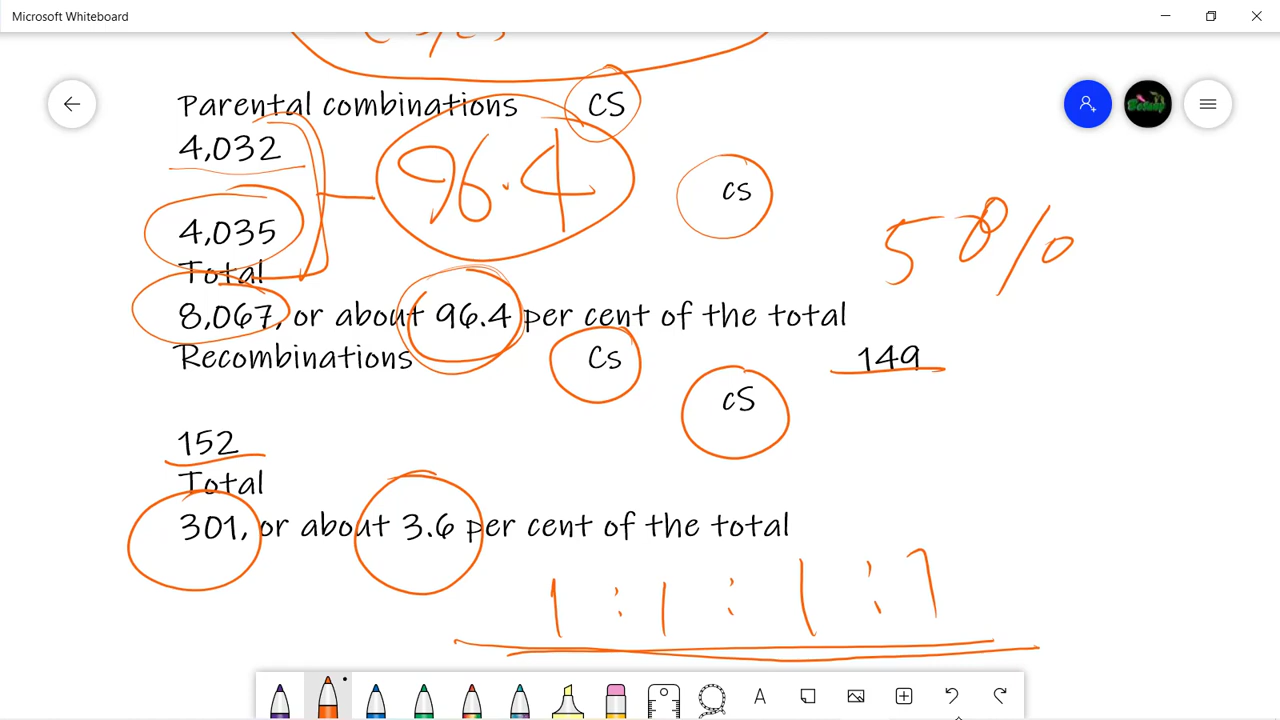 Microsoft Whiteboard
Parental combinations CS
4,032
96.4
cs
4,035
Total
8,067, or about 96.4 per cent of the total
Recombinations Cs 149
cS
152
Total
301, or about 3.6 per cent of the total
1 : 1 : 1 : 1